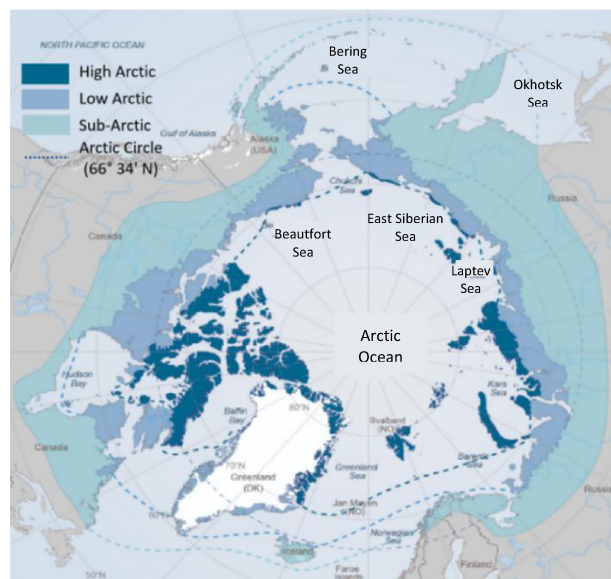 NORTH PACIFIC OCEAN
High Arctic
Low Arctic
Sub-Arctic
Arctic Circle
(66° 34' N)
Bering
Sea
Okhotsk
Sea
Gulf of Alaska
Alaska
(USA)
Russia
Chukchi
Sea
Canada
Beautfort
Sea
East Siberian
Sea
Laptev
Sea
Arctic
Ocean
Hudson
Bay
Kara
Sea
Baffin
Bay
80°N
Svalbard
(NO)
Canada
70°N
Greenland
(DK)
Greenland
Sea
Barents
Sea
Russia
Jan Mayen
(NO)
60°N
Norwegian
Sea
Iceland
Finland
50°N
Faroe
Islands